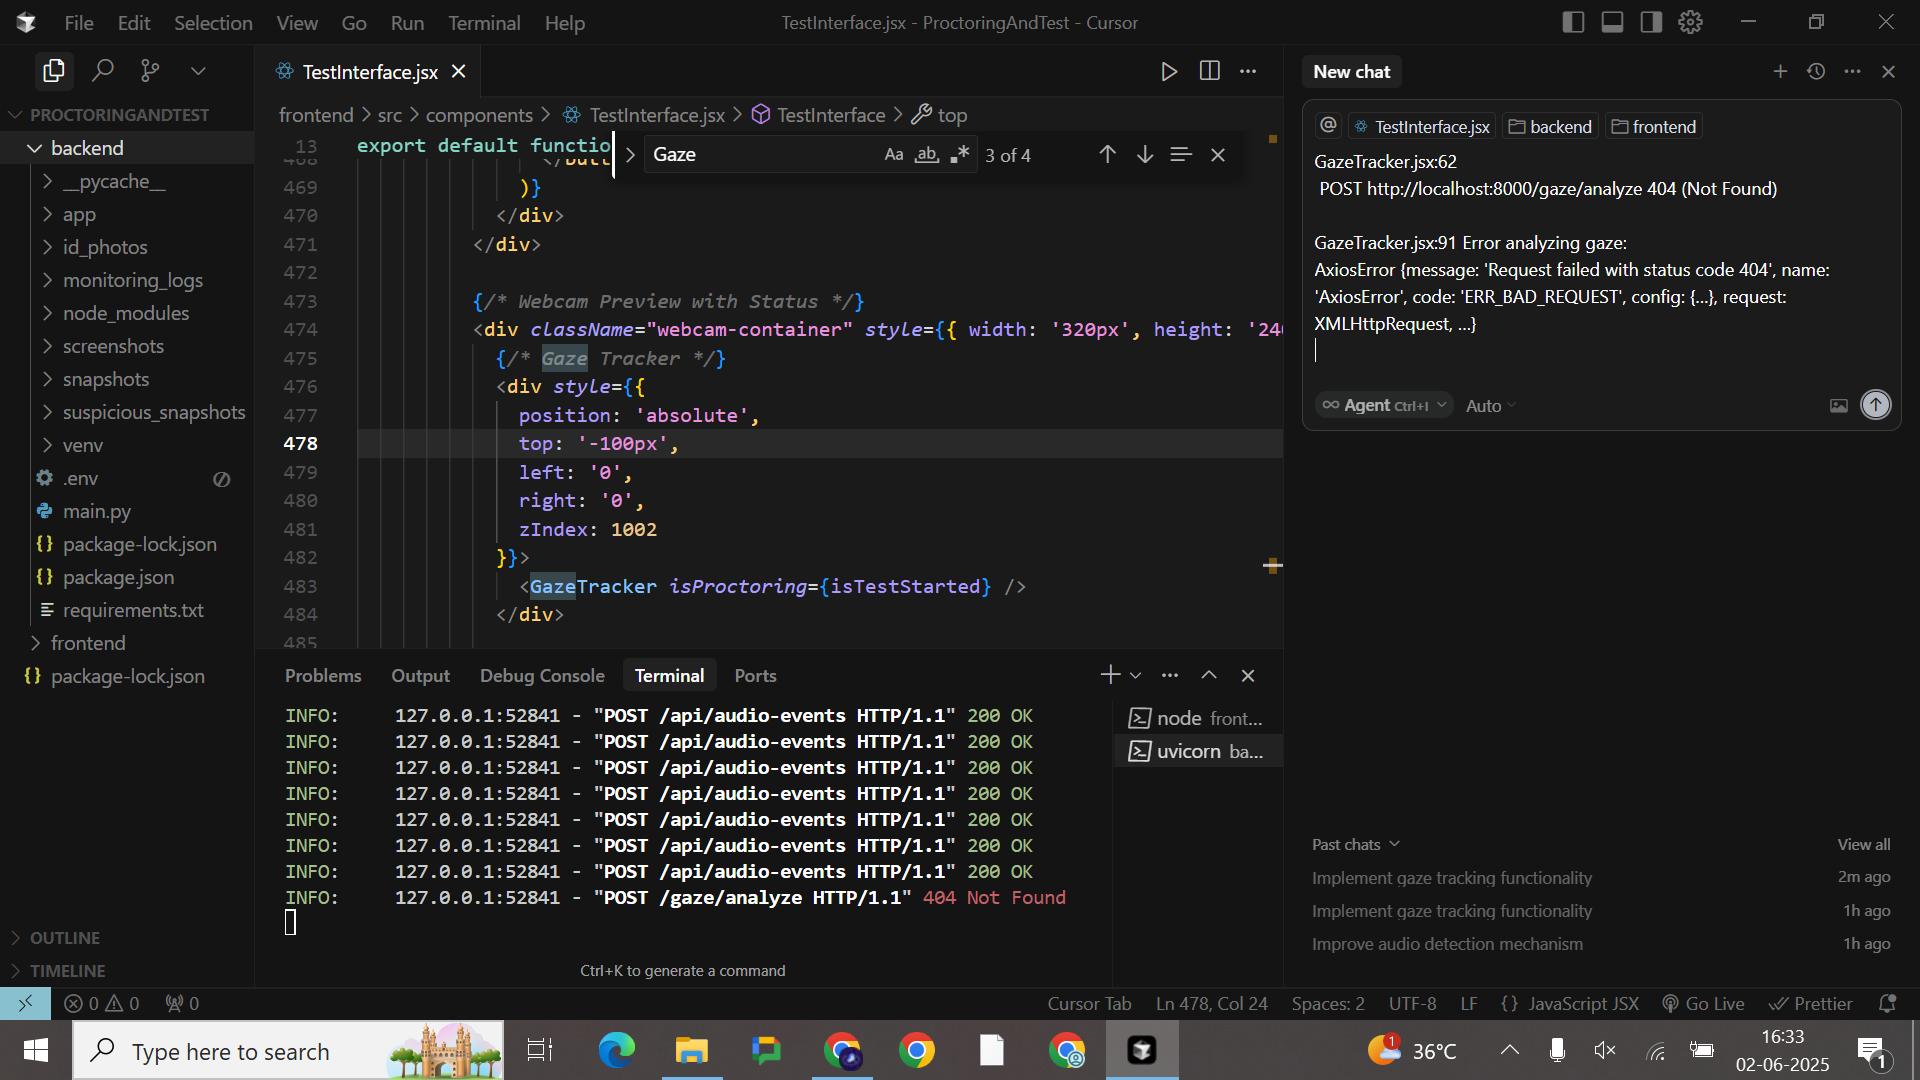 File Edit Selection View Go Run Terminal Help
TestInterface.jsx - ProctoringAndTest - Cursor
PROCTORINGANDTEST
backend
__pycache__
app
id_photos
monitoring_logs
node_modules
screenshots
snapshots
suspicious_snapshots
venv
.env
main.py
package-lock.json
package.json
requirements.txt
frontend
package-lock.json
OUTLINE
TIMELINE
TestInterface.jsx
frontend > src > components > TestInterface.jsx > TestInterface > top
Gaze
Aa ab 3 of 4
13 export default functio
469 )}
470 </div>
471 </div>
472
473 {/* Webcam Preview with Status */}
474 <div className="webcam-container" style={{ width: '320px', height: '240
475 {/* Gaze Tracker */}
476 <div style={{
477 position: 'absolute',
478 top: '-100px',
479 left: '0',
480 right: '0',
481 zIndex: 1002
482 }}>
483 <GazeTracker isProctoring={isTestStarted} />
484 </div>
485
Problems Output Debug Console Terminal Ports
INFO: 127.0.0.1:52841 - "POST /api/audio-events HTTP/1.1" 200 OK
INFO: 127.0.0.1:52841 - "POST /api/audio-events HTTP/1.1" 200 OK
INFO: 127.0.0.1:52841 - "POST /api/audio-events HTTP/1.1" 200 OK
INFO: 127.0.0.1:52841 - "POST /api/audio-events HTTP/1.1" 200 OK
INFO: 127.0.0.1:52841 - "POST /api/audio-events HTTP/1.1" 200 OK
INFO: 127.0.0.1:52841 - "POST /api/audio-events HTTP/1.1" 200 OK
INFO: 127.0.0.1:52841 - "POST /api/audio-events HTTP/1.1" 200 OK
INFO: 127.0.0.1:52841 - "POST /gaze/analyze HTTP/1.1" 404 Not Found
node front...
uvicorn ba...
Ctrl+K to generate a command
New chat
@ TestInterface.jsx backend frontend
GazeTracker.jsx:62
POST http://localhost:8000/gaze/analyze 404 (Not Found)
GazeTracker.jsx:91 Error analyzing gaze:
AxiosError {message: 'Request failed with status code 404', name:
'AxiosError', code: 'ERR_BAD_REQUEST', config: {…}, request:
XMLHttpRequest, …}
Agent Ctrl+I Auto
Past chats View all
Implement gaze tracking functionality 2m ago
Implement gaze tracking functionality 1h ago
Improve audio detection mechanism 1h ago
0 0 0
Cursor Tab Ln 478, Col 24 Spaces: 2 UTF-8 LF {} JavaScript JSX Go Live Prettier
Type here to search
1
36°C
16:33
02-06-2025
1